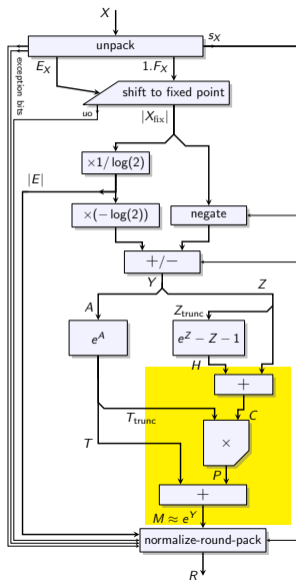 X
unpack
s_X
exception bits
E_X
1.F_X
shift to fixed point
ou
|X_fix|
×1/log(2)
|E|
×(−log(2))
negate
+/−
Y
Z
A
Z_trunc
e^A
e^Z − Z − 1
H
+
T_trunc
C
T
×
P
+
M ≈ e^Y
normalize-round-pack
R